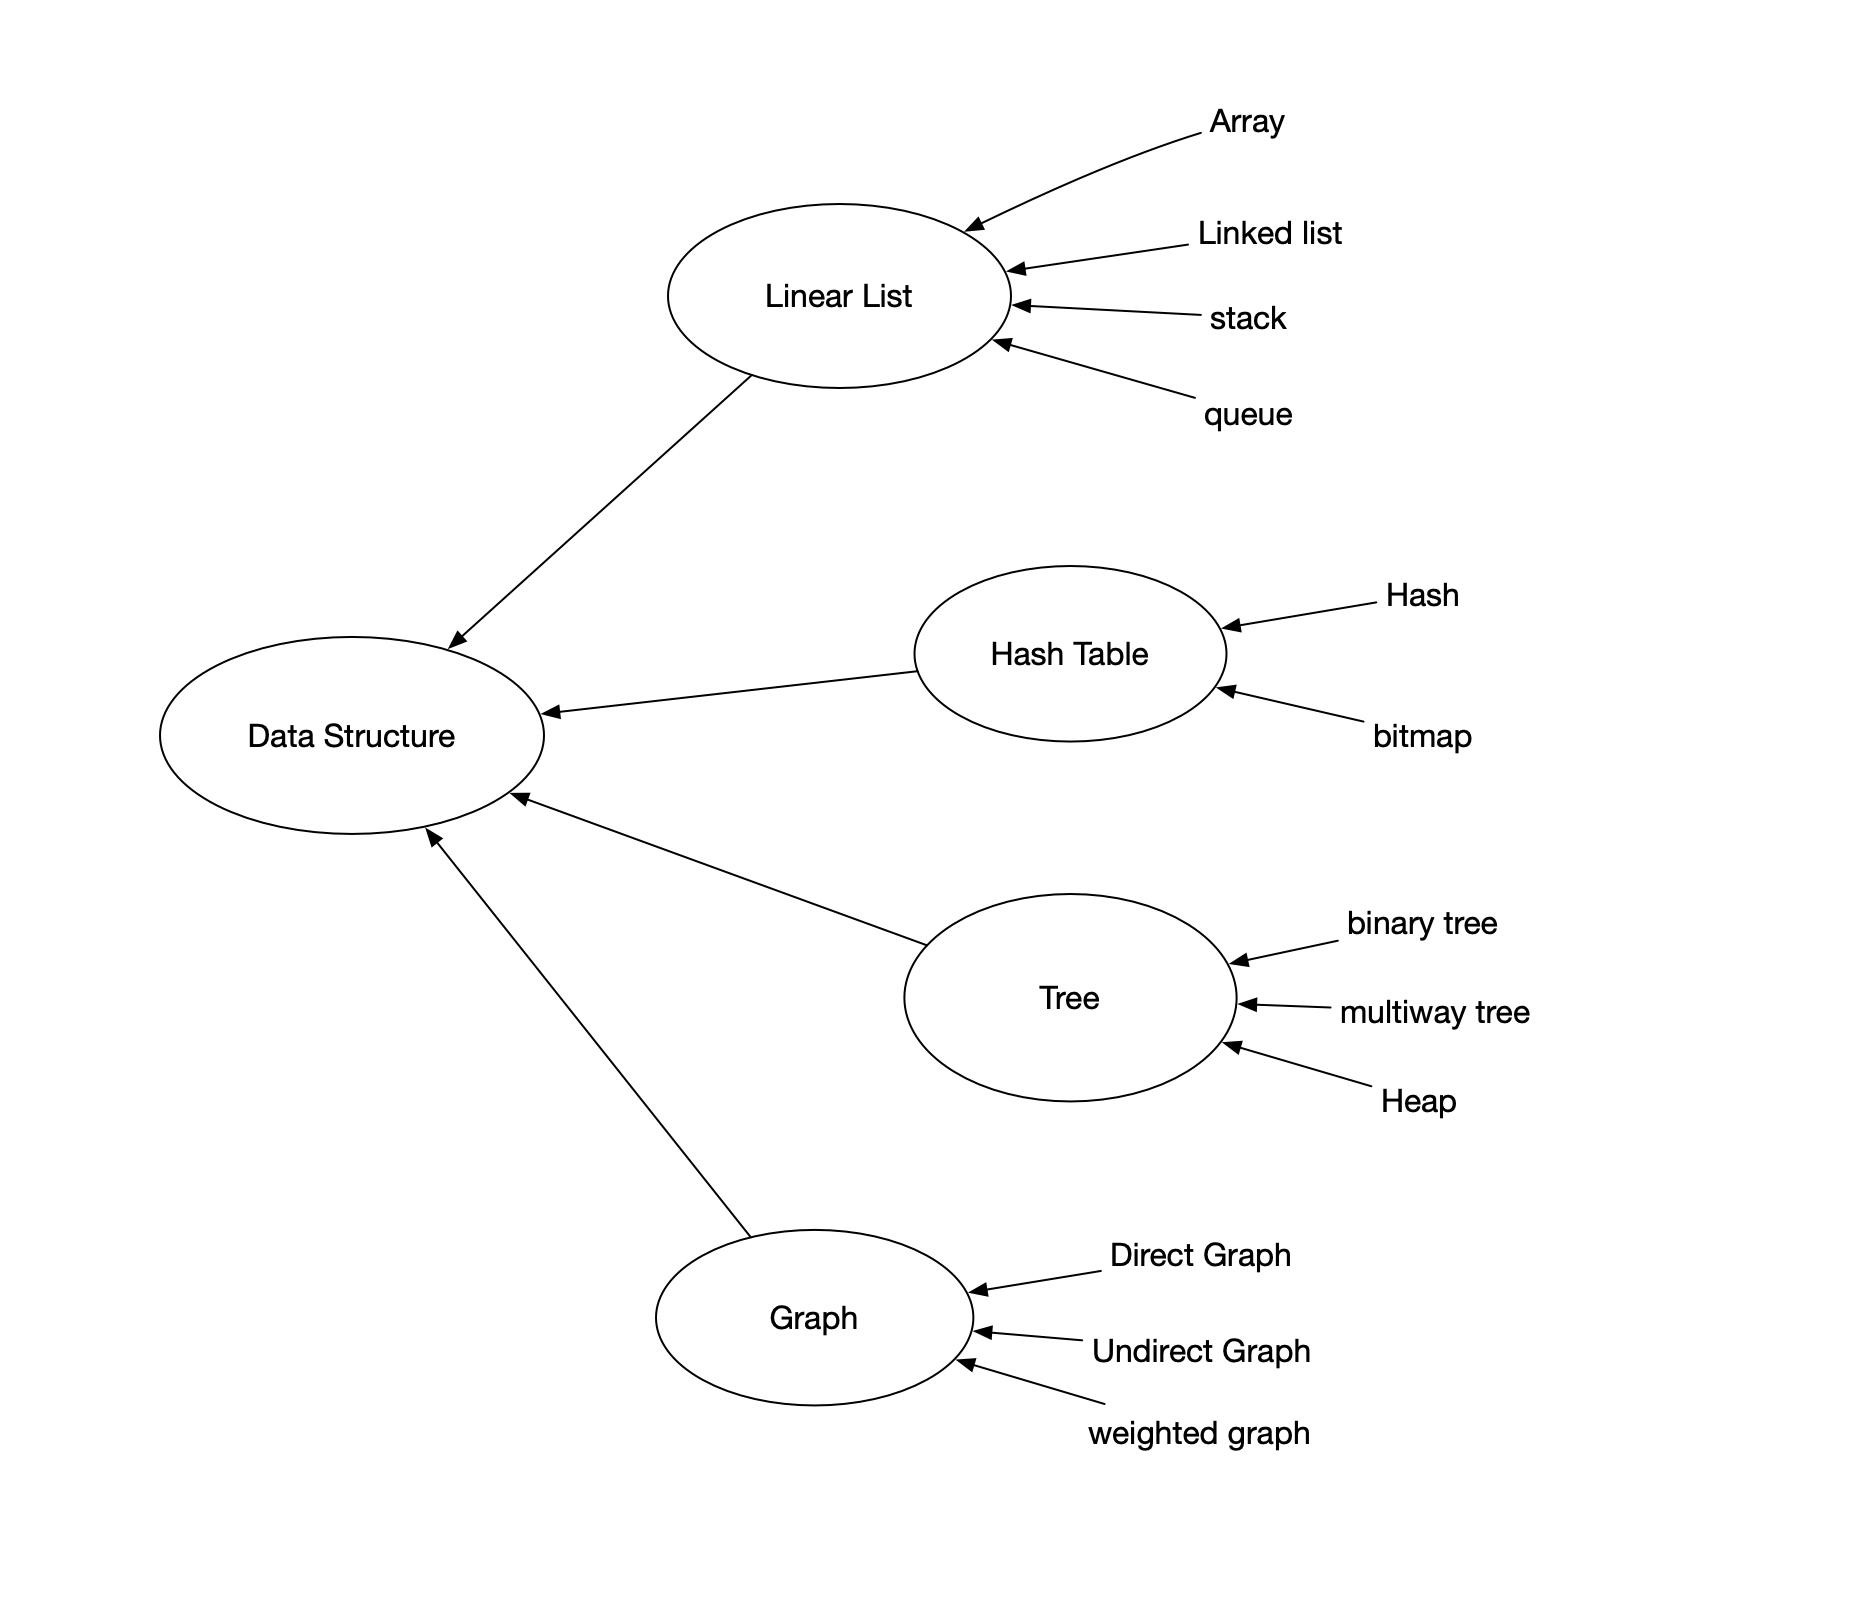 Array
Linked list
Linear List
stack
queue
Hash
Hash Table
bitmap
Data Structure
binary tree
Tree
multiway tree
Heap
Direct Graph
Graph
Undirect Graph
weighted graph